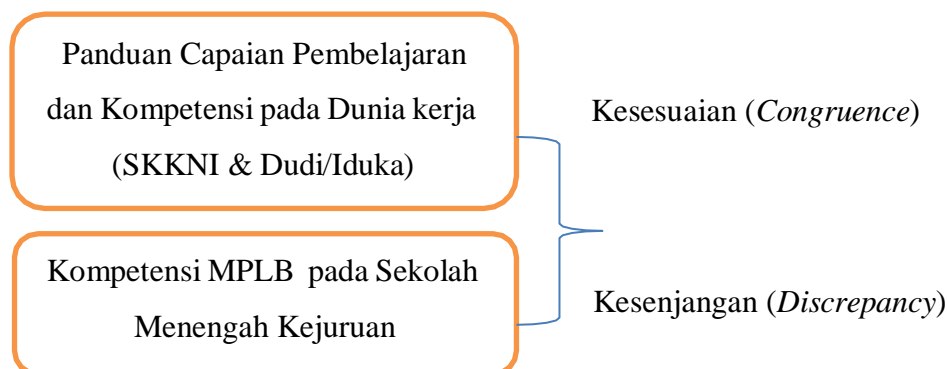 Panduan Capaian Pembelajaran
dan Kompetensi pada Dunia kerja
(SKKNI & Dudi/Iduka)
Kesesuaian (Congruence)
Kompetensi MPLB pada Sekolah
Menengah Kejuruan
Kesenjangan (Discrepancy)